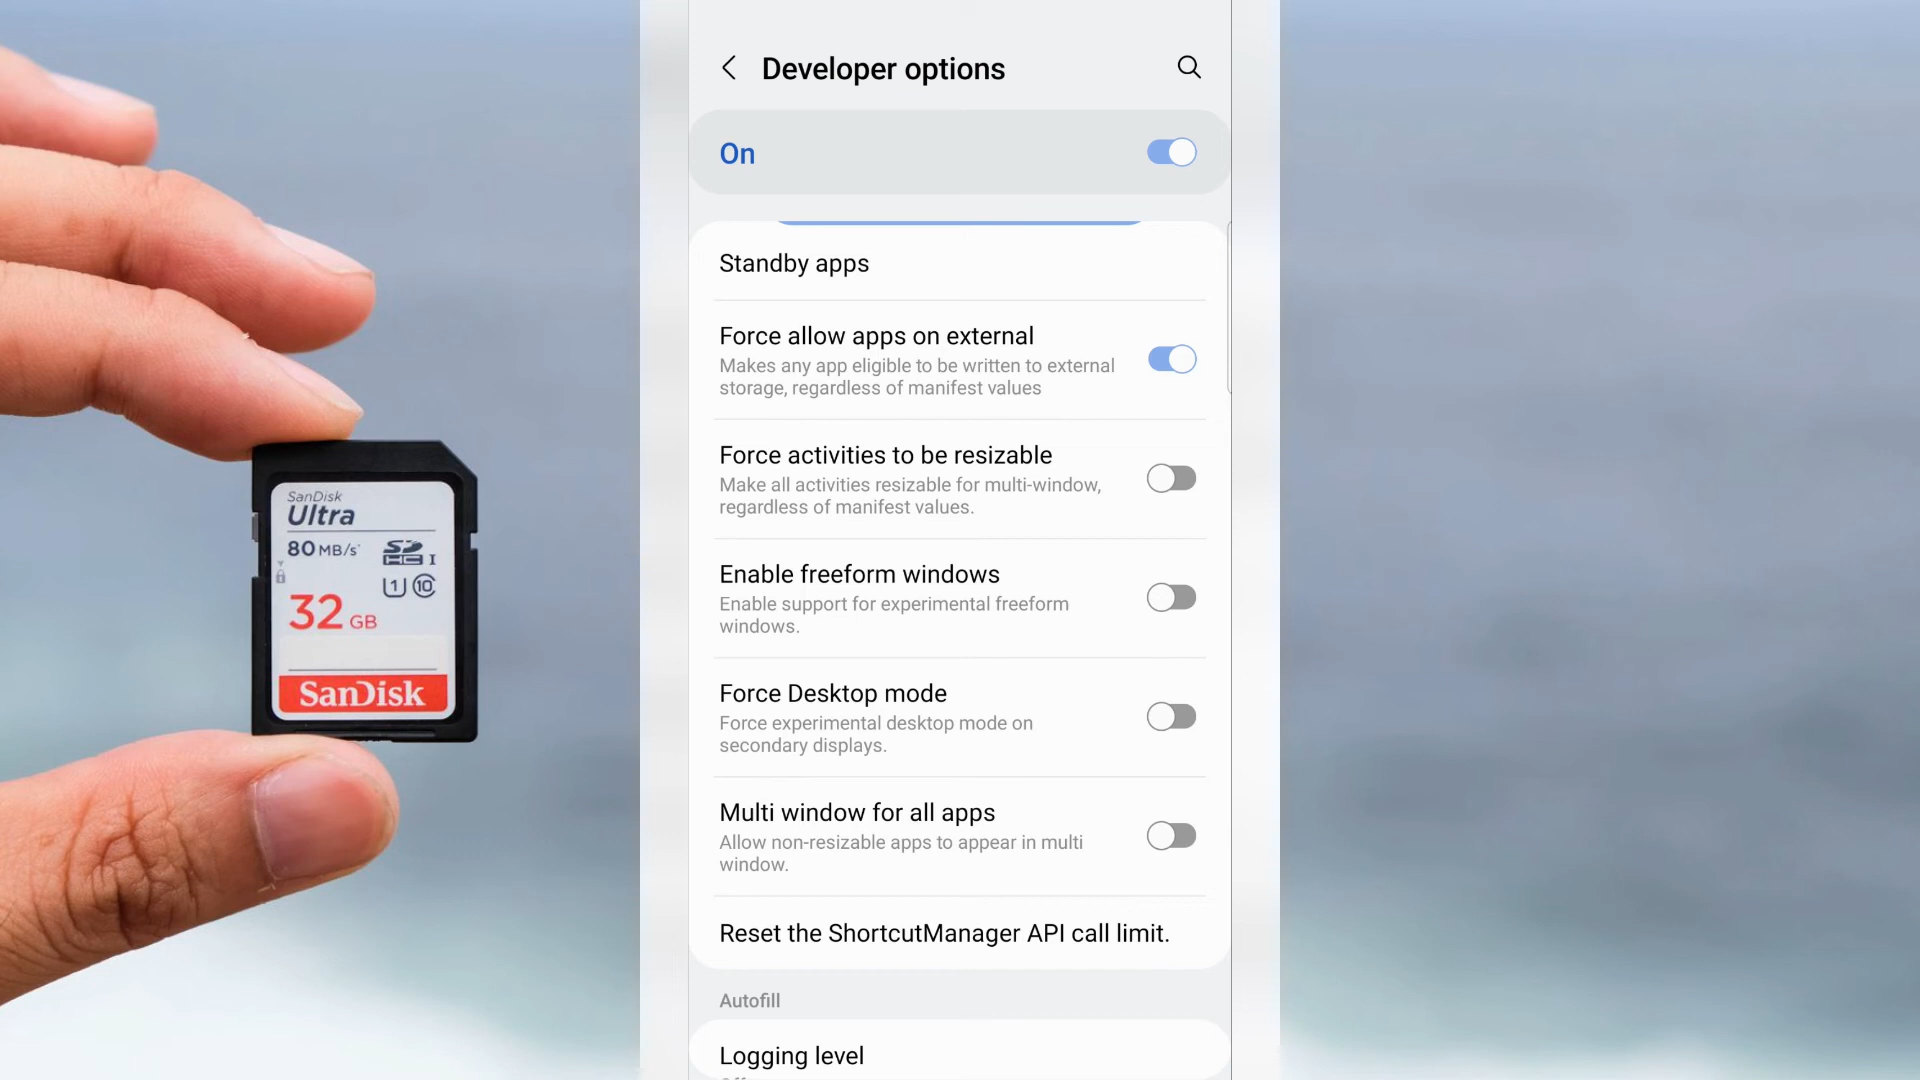 SanDisk
Ultra
80 MB/s
SD
HC I
1 10
32 GB
SanDisk
Developer options
On
Standby apps
Force allow apps on external
Makes any app eligible to be written to external
storage, regardless of manifest values
Force activities to be resizable
Make all activities resizable for multi-window,
regardless of manifest values.
Enable freeform windows
Enable support for experimental freeform
windows.
Force Desktop mode
Force experimental desktop mode on
secondary displays.
Multi window for all apps
Allow non-resizable apps to appear in multi
window.
Reset the ShortcutManager API call limit.
Autofill
Logging level